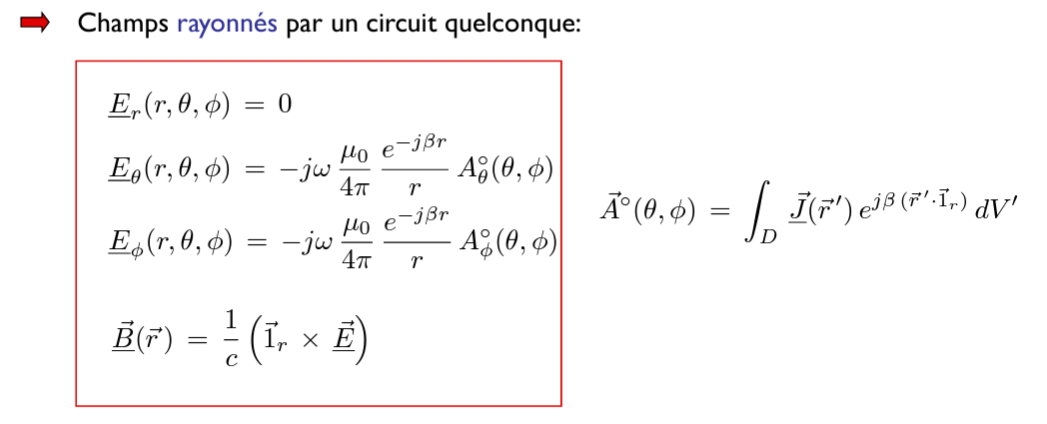 Champs rayonnés par un circuit quelconque:
$\underline{E}_r(r, \theta, \phi) = 0$
$\underline{E}_\theta(r, \theta, \phi) = -j\omega \frac{\mu_0}{4\pi} \frac{e^{-j\beta r}}{r} A^\circ_\theta(\theta, \phi)$
$\underline{E}_\phi(r, \theta, \phi) = -j\omega \frac{\mu_0}{4\pi} \frac{e^{-j\beta r}}{r} A^\circ_\phi(\theta, \phi)$
$\underline{\vec{B}}(\vec{r}) = \frac{1}{c} \left( \vec{1}_r \times \underline{\vec{E}} \right)$
$\vec{A}^\circ(\theta, \phi) = \int_D \underline{\vec{J}}(\vec{r}\,') e^{j\beta (\vec{r}\,' \cdot \vec{1}_r)} dV'$